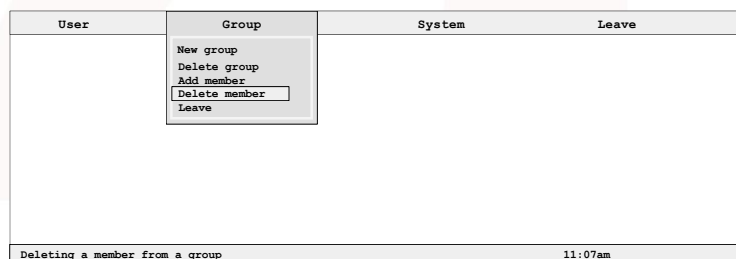 User Group System Leave
New group
Delete group
Add member
Delete member
Leave
Deleting a member from a group 11:07am